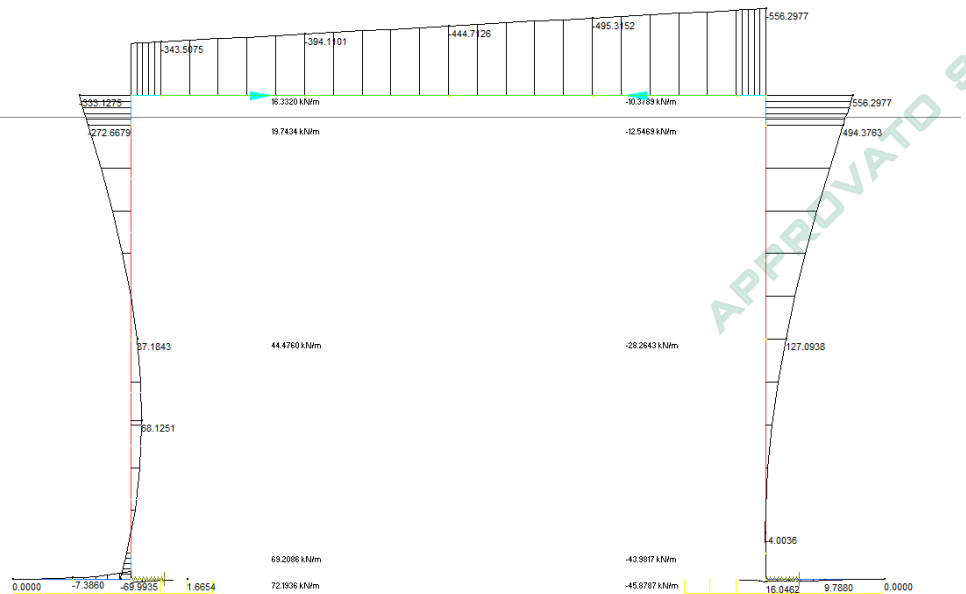 -556.2977
-495.3152
-444.7126
-394.1101
-343.5075
-333.1275
16.3320 kN/m
-10.3789 kN/m
556.2977
-272.6679
19.7434 kN/m
-12.5469 kN/m
494.3763
APPROVATO
37.1843
44.4760 kN/m
-28.2643 kN/m
127.0938
68.1251
4.0036
69.2086 kN/m
-43.9817 kN/m
0.0000
-7.3860
-69.9935
1.6654
72.1936 kN/m
-45.8787 kN/m
16.0462
9.7880
0.0000